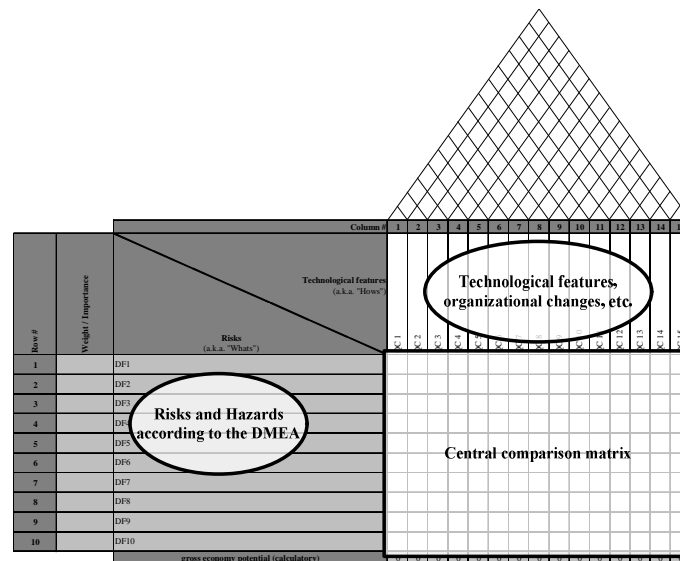 Column # 1 2 3 4 5 6 7 8 9 10 11 12 13 14
Technological features
(a.k.a. "Hows")
Technological features,
organizational changes, etc.
Row #
Weight / Importance
Risks
(a.k.a. "Whats")
1 DF1
2 DF2
3 DF3
4
5 DF5
6 DF6
7 DF7
8 DF8
9 DF9
10 DF10
Risks and Hazards
according to the DMEA
Central comparison matrix
gross economy potential (calculatory)